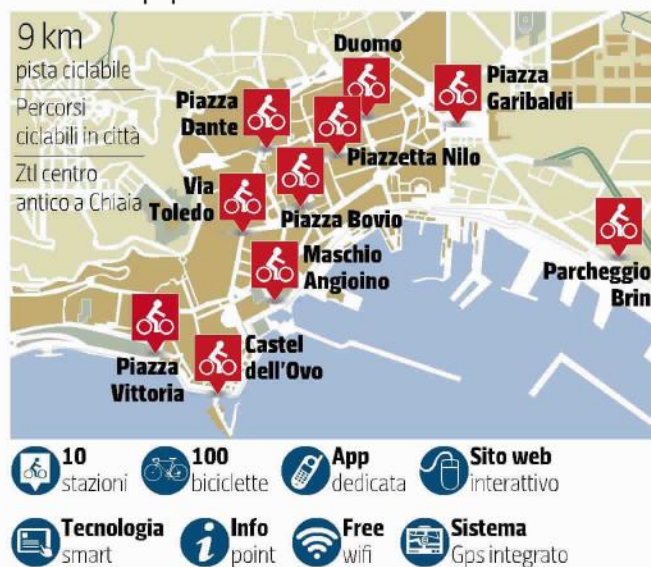 9 km
pista ciclabile
Percorsi
ciclabili in città
Ztl centro
antico a Chiaia
Duomo
Piazza
Garibaldi
Piazza
Dante
Piazzetta Nilo
Via
Toledo
Piazza Bovio
Maschio
Angioino
Parcheggio
Brin
Piazza
Vittoria
Castel
dell'Ovo
10
stazioni
100
biciclette
App
dedicata
Sito web
interattivo
Tecnologia
smart
Info
point
Free
wifi
Sistema
Gps integrato